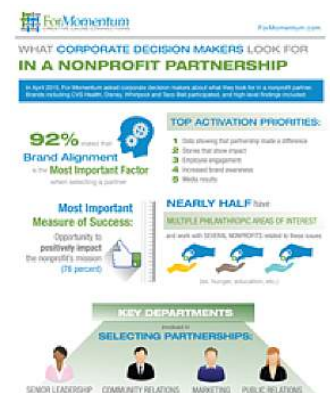 ForMomentum
ForMomentum.com
WHAT CORPORATE DECISION MAKERS LOOK FOR
IN A NONPROFIT PARTNERSHIP
In April 2015, For Momentum asked corporate decision makers about what they look for in a nonprofit partner.
Brands including CVS Health, Disney, Whirlpool and Taco Bell participated, and high-level findings included:
92% stated that
Brand Alignment
is the Most Important Factor
when selecting a partner
TOP ACTIVATION PRIORITIES:
1 Data showing that partnership made a difference
2 Stories that show impact
3 Employee engagement
4 Increased brand awareness
5 Media results
Most Important
Measure of Success:
Opportunity to
positively impact
the nonprofit's mission
(78 percent)
NEARLY HALF have
MULTIPLE PHILANTHROPIC AREAS OF INTEREST
and work with SEVERAL NONPROFITS related to those issues
(ex. hunger, education, etc.)
KEY DEPARTMENTS
involved in
SELECTING PARTNERSHIPS:
SENIOR LEADERSHIP COMMUNITY RELATIONS MARKETING PUBLIC RELATIONS